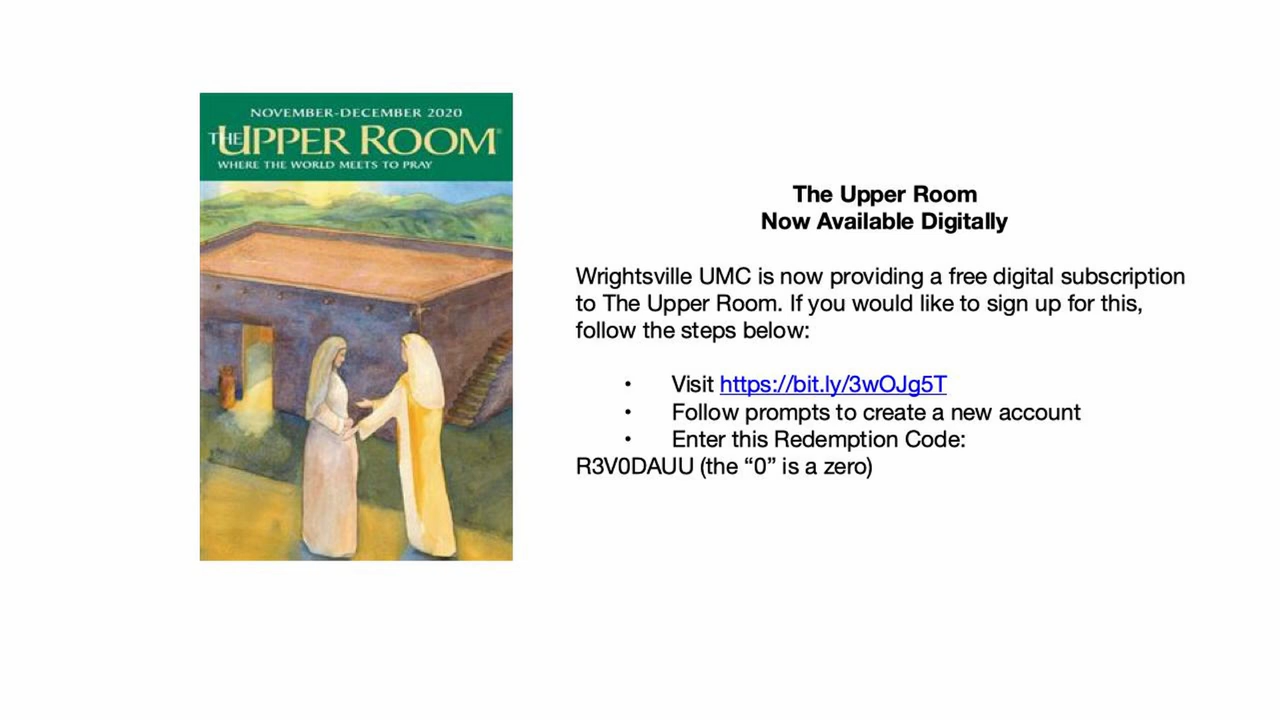 NOVEMBER-DECEMBER 2020
THE UPPER ROOM®
WHERE THE WORLD MEETS TO PRAY
The Upper Room
Now Available Digitally
Wrightsville UMC is now providing a free digital subscription
to The Upper Room. If you would like to sign up for this,
follow the steps below:
• Visit https://bit.ly/3wOJg5T
• Follow prompts to create a new account
• Enter this Redemption Code:
R3V0DAUU (the “0” is a zero)